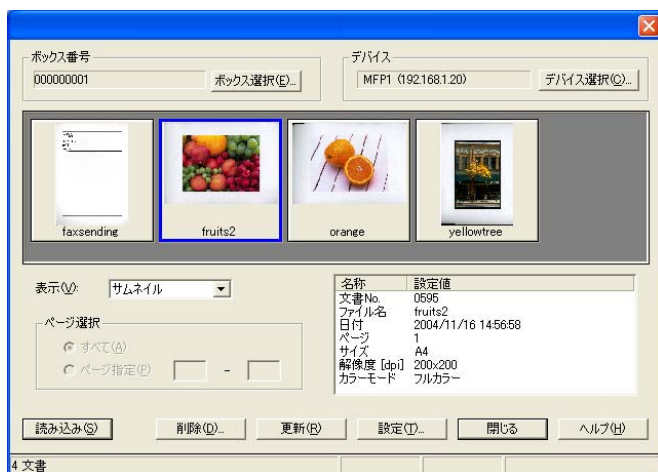 ボックス番号
000000001
ボックス選択(E)...
デバイス
MFP1 (192.168.1.20)
デバイス選択(C)...
faxsending
fruits2
orange
yellowtree
表示(V):
サムネイル
ページ選択
すべて(A)
ページ指定(P)
-
名称 設定値
文書No. 0595
ファイル名 fruits2
日付 2004/11/16 14:56:58
ページ 1
サイズ A4
解像度 [dpi] 200x200
カラーモード フルカラー
読み込み(S)
削除(D)...
更新(R)
設定(T)...
閉じる
ヘルプ(H)
4 文書